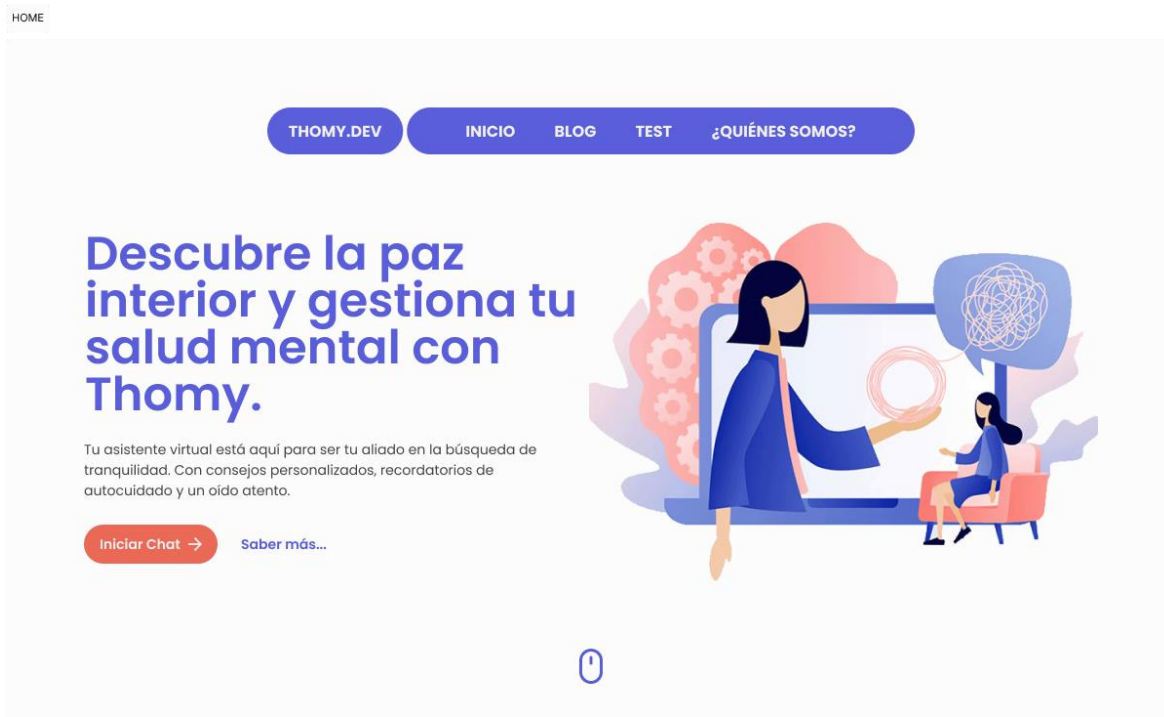 HOME
THOMY.DEV
INICIO BLOG TEST ¿QUIÉNES SOMOS?
Descubre la paz
interior y gestiona tu
salud mental con
Thomy.
Tu asistente virtual está aquí para ser tu aliado en la búsqueda de
tranquilidad. Con consejos personalizados, recordatorios de
autocuidado y un oído atento.
Iniciar Chat →
Saber más...